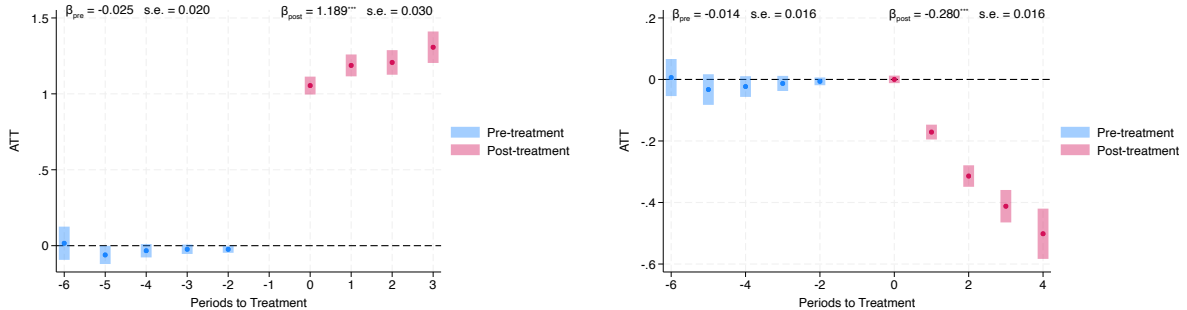 β_pre = -0.025 s.e. = 0.020 β_post = 1.189*** s.e. = 0.030
1.5
1
.5
0
ATT
-6 -5 -4 -3 -2 -1 0 1 2 3
Periods to Treatment
Pre-treatment
Post-treatment
β_pre = -0.014 s.e. = 0.016 β_post = -0.280*** s.e. = 0.016
.2
0
-.2
-.4
-.6
ATT
-6 -4 -2 0 2 4
Periods to Treatment
Pre-treatment
Post-treatment